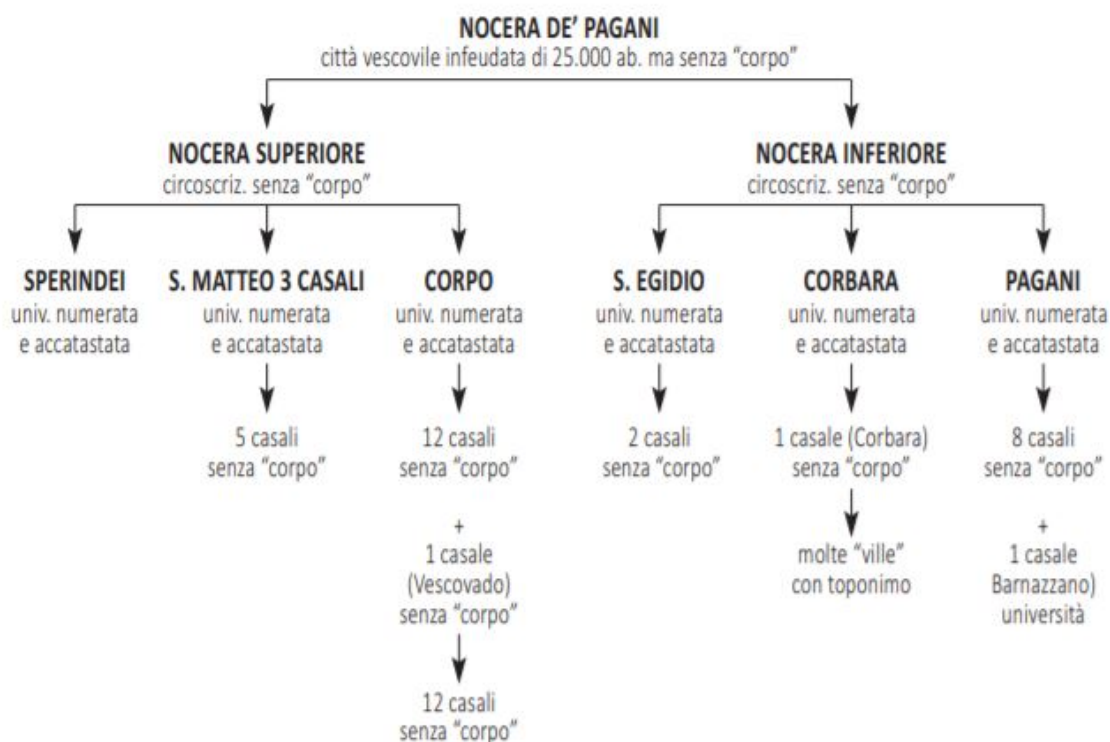 NOCERA DE’ PAGANI
città vescovile infeudata di 25.000 ab. ma senza “corpo”
NOCERA SUPERIORE
circoscriz. senza “corpo”
NOCERA INFERIORE
circoscriz. senza “corpo”
SPERINDEI
univ. numerata
e accatastata
S. MATTEO 3 CASALI
univ. numerata
e accatastata
CORPO
univ. numerata
e accatastata
S. EGIDIO
univ. numerata
e accatastata
CORBARA
univ. numerata
e accatastata
PAGANI
univ. numerata
e accatastata
5 casali
senza “corpo”
12 casali
senza “corpo”
+
1 casale
(Vescovado)
senza “corpo”
12 casali
senza “corpo”
2 casali
senza “corpo”
1 casale (Corbara)
senza “corpo”
molte “ville”
con toponimo
8 casali
senza “corpo”
+
1 casale
Barnazzano)
università